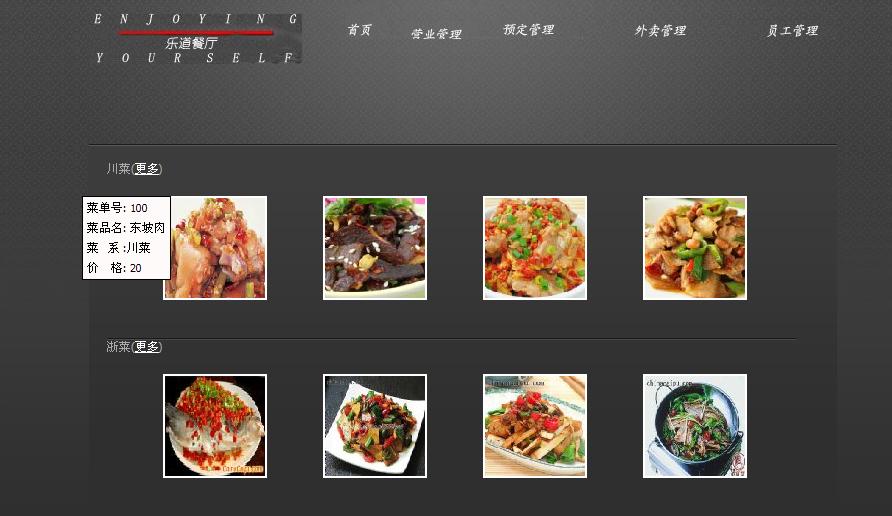 ENJOYING
乐道餐厅
YOURSELF
首页
营业管理
预定管理
外卖管理
员工管理
川菜(更多)
菜单号: 100
菜品名: 东坡肉
菜 系 :川菜
价 格: 20
浙菜(更多)